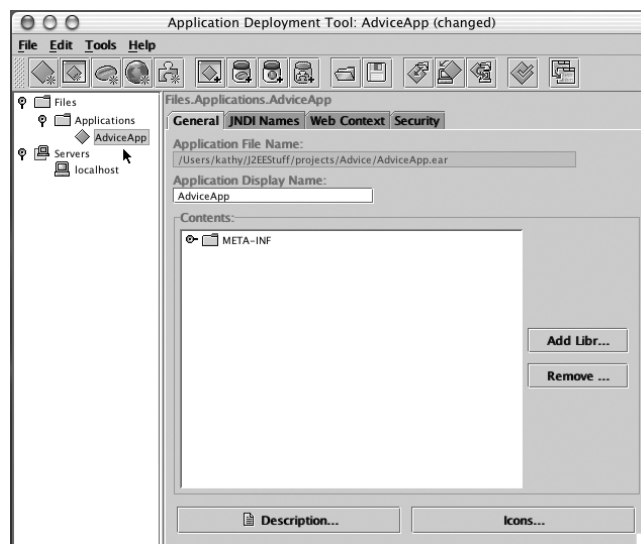 Application Deployment Tool: AdviceApp (changed)
File Edit Tools Help
Files
Applications
AdviceApp
Servers
localhost
Files.Applications.AdviceApp
General JNDI Names Web Context Security
Application File Name:
/Users/kathy/J2EEStuff/projects/Advice/AdviceApp.ear
Application Display Name:
AdviceApp
Contents:
META-INF
Add Libr...
Remove ...
Description...
Icons...